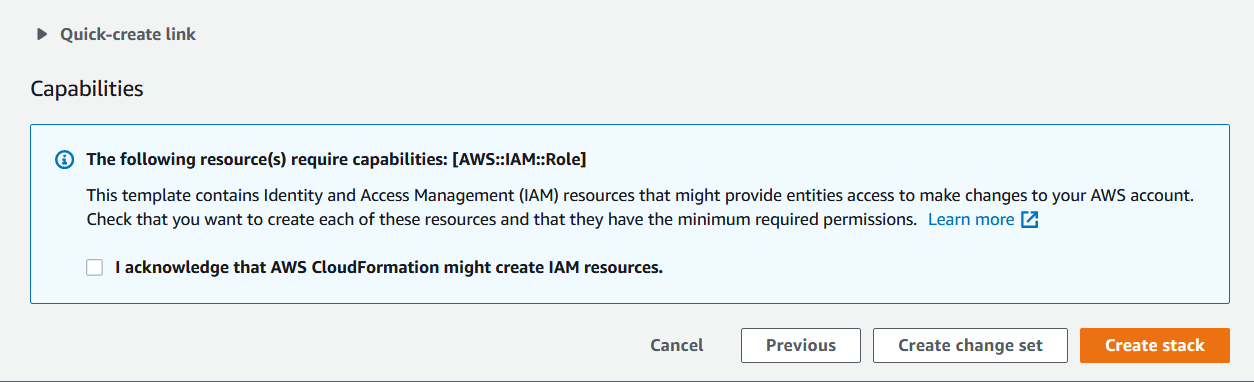 Quick-create link
Capabilities
The following resource(s) require capabilities: [AWS::IAM::Role]
This template contains Identity and Access Management (IAM) resources that might provide entities access to make changes to your AWS account.
Check that you want to create each of these resources and that they have the minimum required permissions. Learn more
I acknowledge that AWS CloudFormation might create IAM resources.
Cancel Previous Create change set Create stack